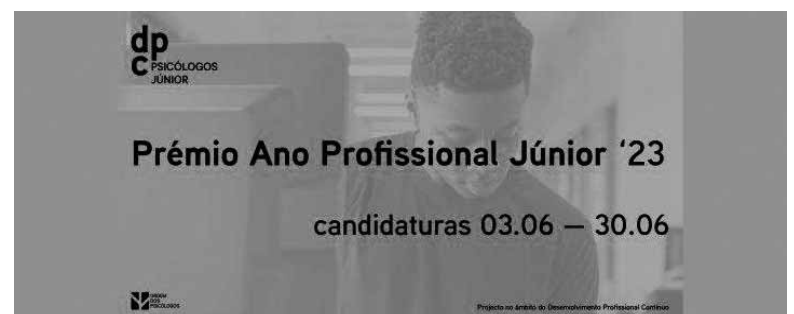 dp
c PSICÓLOGOS
JÚNIOR
Prémio Ano Profissional Júnior ‘23
candidaturas 03.06 – 30.06
ORDEM
DOS
PSICÓLOGOS
Projecto no âmbito do Desenvolvimento Profissional Contínuo